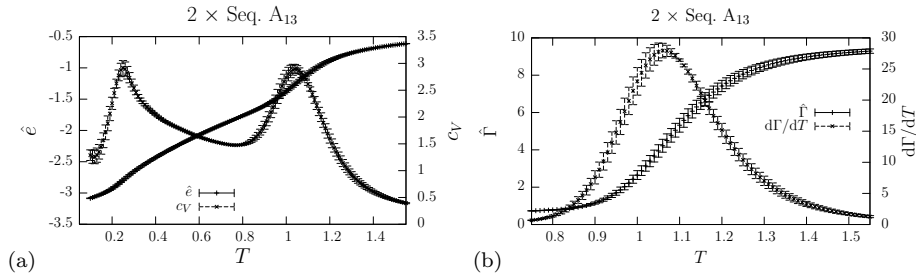 2 × Seq. A13
-0.5
-1
-1.5
-2
-2.5
-3
-3.5
ê
3.5
3
2.5
2
1.5
1
0.5
0
cV
0.2 0.4 0.6 0.8 1 1.2 1.4
T
ê
cV
(a)
2 × Seq. A13
10
8
6
4
2
0
Γ̂
30
25
20
15
10
5
0
dΓ/dT
0.8 0.9 1 1.1 1.2 1.3 1.4 1.5
T
Γ̂
dΓ/dT
(b)